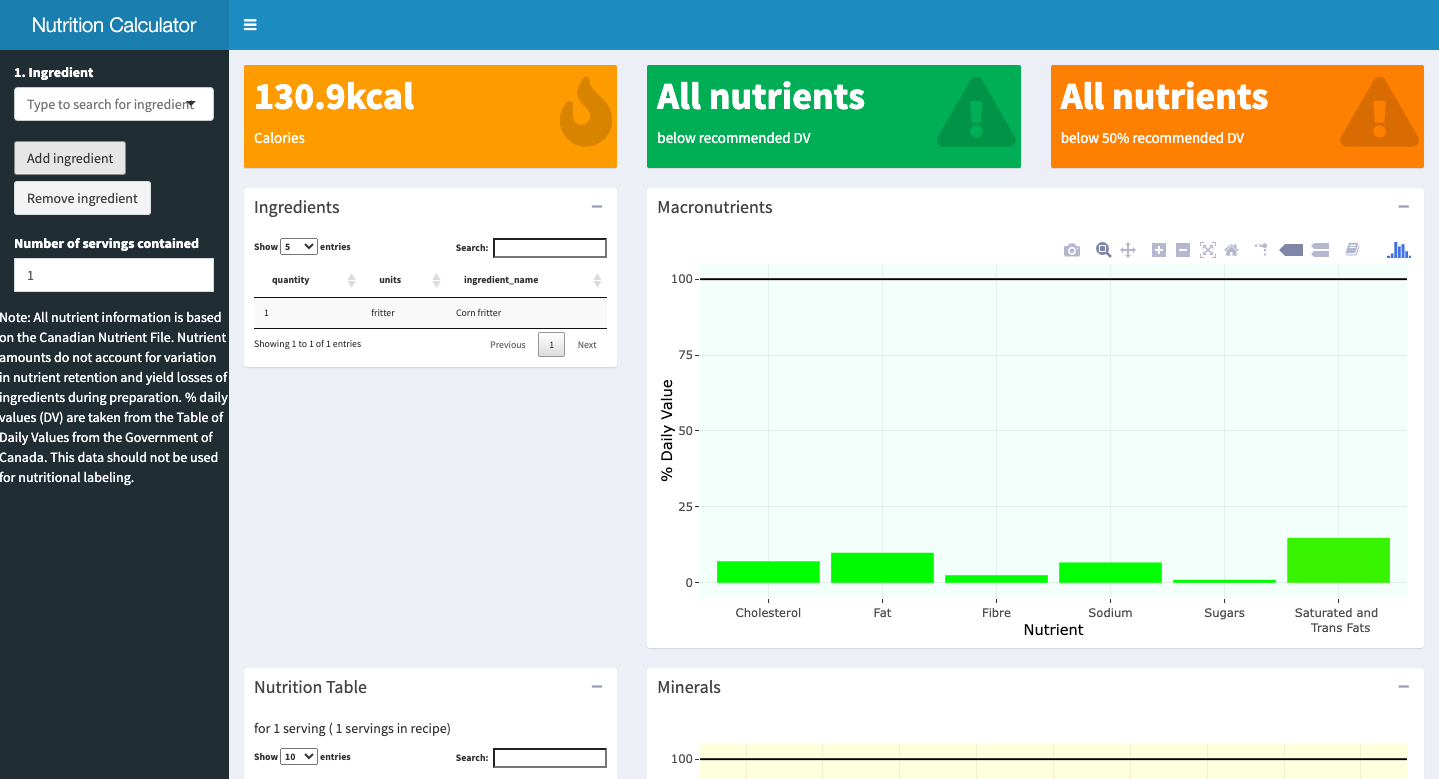 Nutrition Calculator
1. Ingredient
Type to search for ingredient
Add ingredient
Remove ingredient
Number of servings contained
1
Note: All nutrient information is based
on the Canadian Nutrient File. Nutrient
amounts do not account for variation
in nutrient retention and yield losses of
ingredients during preparation. % daily
values (DV) are taken from the Table of
Daily Values from the Government of
Canada. This data should not be used
for nutritional labeling.
130.9kcal
Calories
All nutrients
below recommended DV
All nutrients
below 50% recommended DV
Ingredients
Show 5 entries Search:
quantity units ingredient_name
1 fritter Corn fritter
Showing 1 to 1 of 1 entries Previous 1 Next
Macronutrients
100
75
50
25
0
% Daily Value
Cholesterol Fat Fibre Sodium Sugars Saturated and
Trans Fats
Nutrient
Nutrition Table
for 1 serving ( 1 servings in recipe)
Show 10 entries Search:
Minerals
100